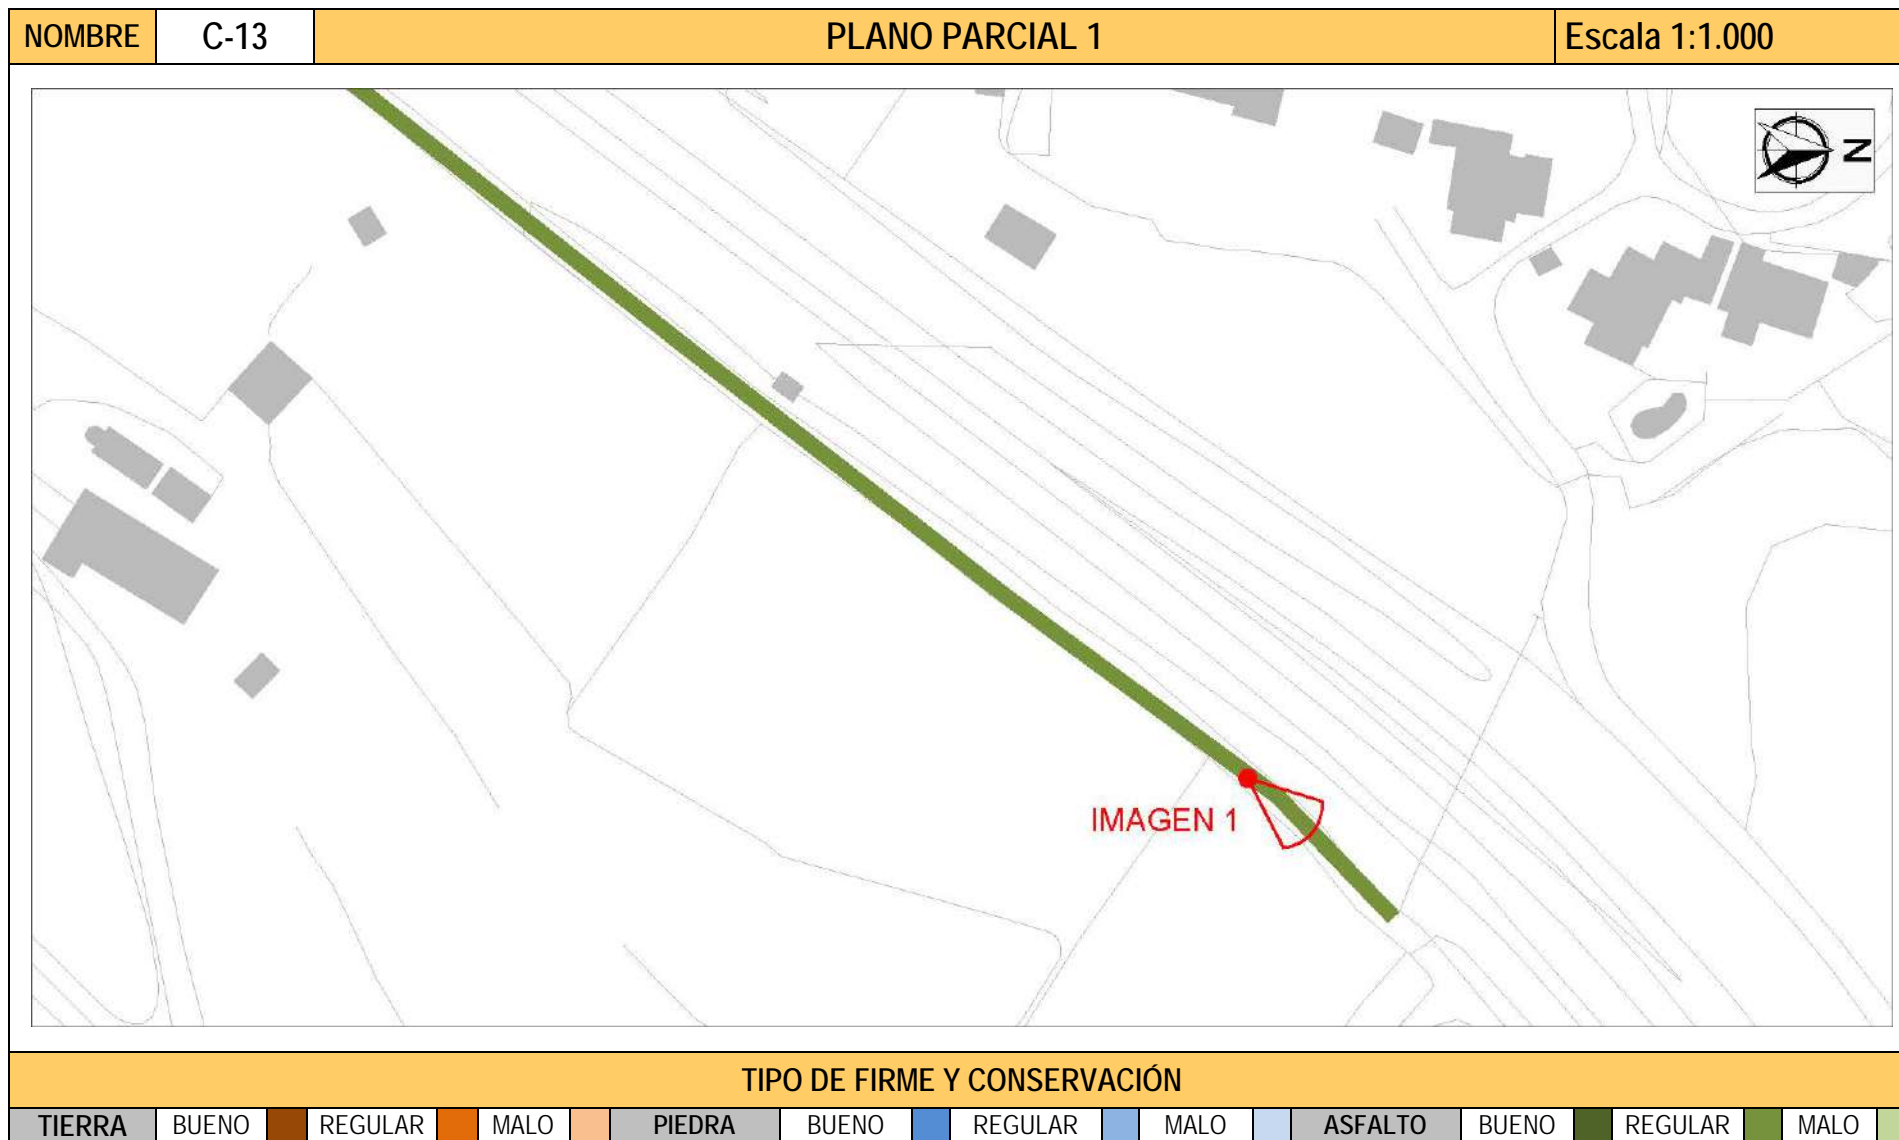 NOMBRE C-13 PLANO PARCIAL 1 Escala 1:1.000
N
IMAGEN 1
TIPO DE FIRME Y CONSERVACIÓN
TIERRA BUENO REGULAR MALO PIEDRA BUENO REGULAR MALO ASFALTO BUENO REGULAR MALO